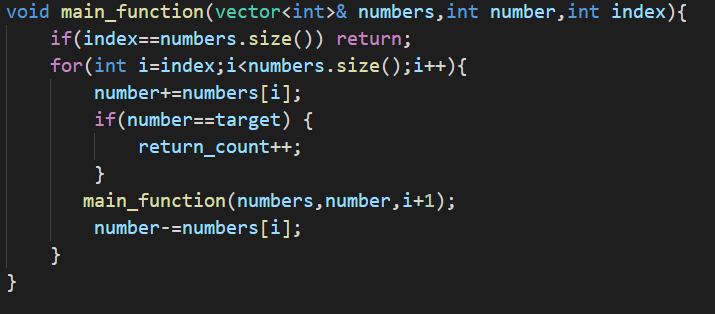 void main_function(vector<int>& numbers,int number,int index){
    if(index==numbers.size()) return;
    for(int i=index;i<numbers.size();i++){
        number+=numbers[i];
        if(number==target) {
            return_count++;
        }
       main_function(numbers,number,i+1);
        number-=numbers[i];
    }
}